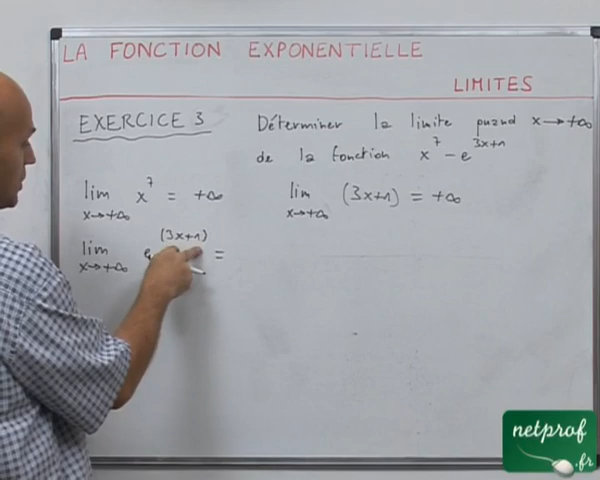 LA FONCTION EXPONENTIELLE
LIMITES
EXERCICE 3
Déterminer la limite quand x→+∞
de la fonction x⁷ - e³ˣ⁺¹
lim x⁷ = +∞
x→+∞
lim (3x+1) = +∞
x→+∞
lim e⁽³ˣ⁺¹⁾ =
x→+∞
netprof
.fr